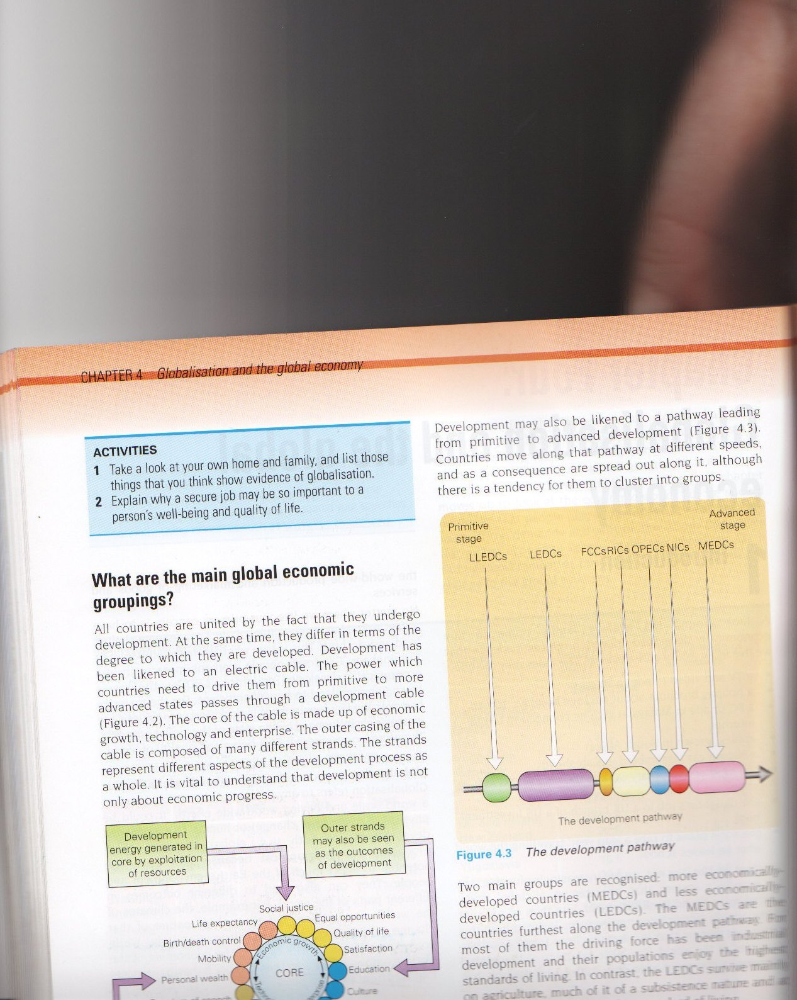 CHAPTER 4 Globalisation and the global economy
ACTIVITIES
1 Take a look at your own home and family, and list those
things that you think show evidence of globalisation.
2 Explain why a secure job may be so important to a
person's well-being and quality of life.
What are the main global economic
groupings?
All countries are united by the fact that they undergo
development. At the same time, they differ in terms of the
degree to which they are developed. Development has
been likened to an electric cable. The power which
countries need to drive them from primitive to more
advanced states passes through a development cable
(Figure 4.2). The core of the cable is made up of economic
growth, technology and enterprise. The outer casing of the
cable is composed of many different strands. The strands
represent different aspects of the development process as
a whole. It is vital to understand that development is not
only about economic progress.
Development
energy generated in
core by exploitation
of resources
Outer strands
may also be seen
as the outcomes
of development
Social justice
Life expectancy
Equal opportunities
Birth/death control
Quality of life
Mobility
Satisfaction
Personal wealth
Education
Culture
Economic growth
CORE
Development may also be likened to a pathway leading
from primitive to advanced development (Figure 4.3).
Countries move along that pathway at different speeds,
and as a consequence are spread out along it, although
there is a tendency for them to cluster into groups.
Primitive
stage
Advanced
stage
LLEDCs LEDCs FCCs RICs OPECs NICs MEDCs
The development pathway
Figure 4.3 The development pathway
Two main groups are recognised: more economically-
developed countries (MEDCs) and less economically-
developed countries (LEDCs). The MEDCs are the
countries furthest along the development pathway. For
most of them the driving force has been industrial
development and their populations enjoy the highest
standards of living. In contrast, the LEDCs survive mainly
on agriculture, much of it of a subsistence nature and